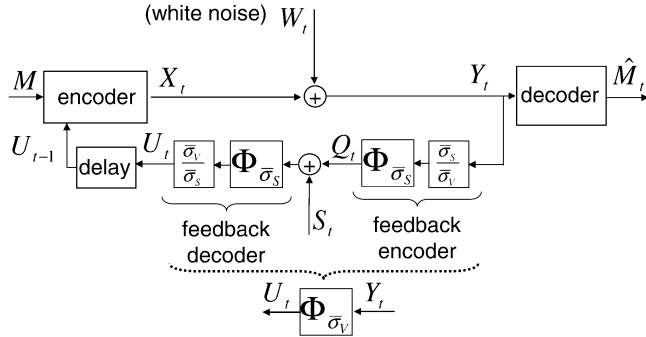 (white noise) W_t
M encoder X_t Y_t decoder M̂_t
U_{t-1} delay U_t σ̄_V/σ̄_S Φ_{σ̄_S} Q_t Φ_{σ̄_S} σ̄_S/σ̄_V
S_t
feedback decoder
feedback encoder
U_t Φ_{σ̄_V} Y_t